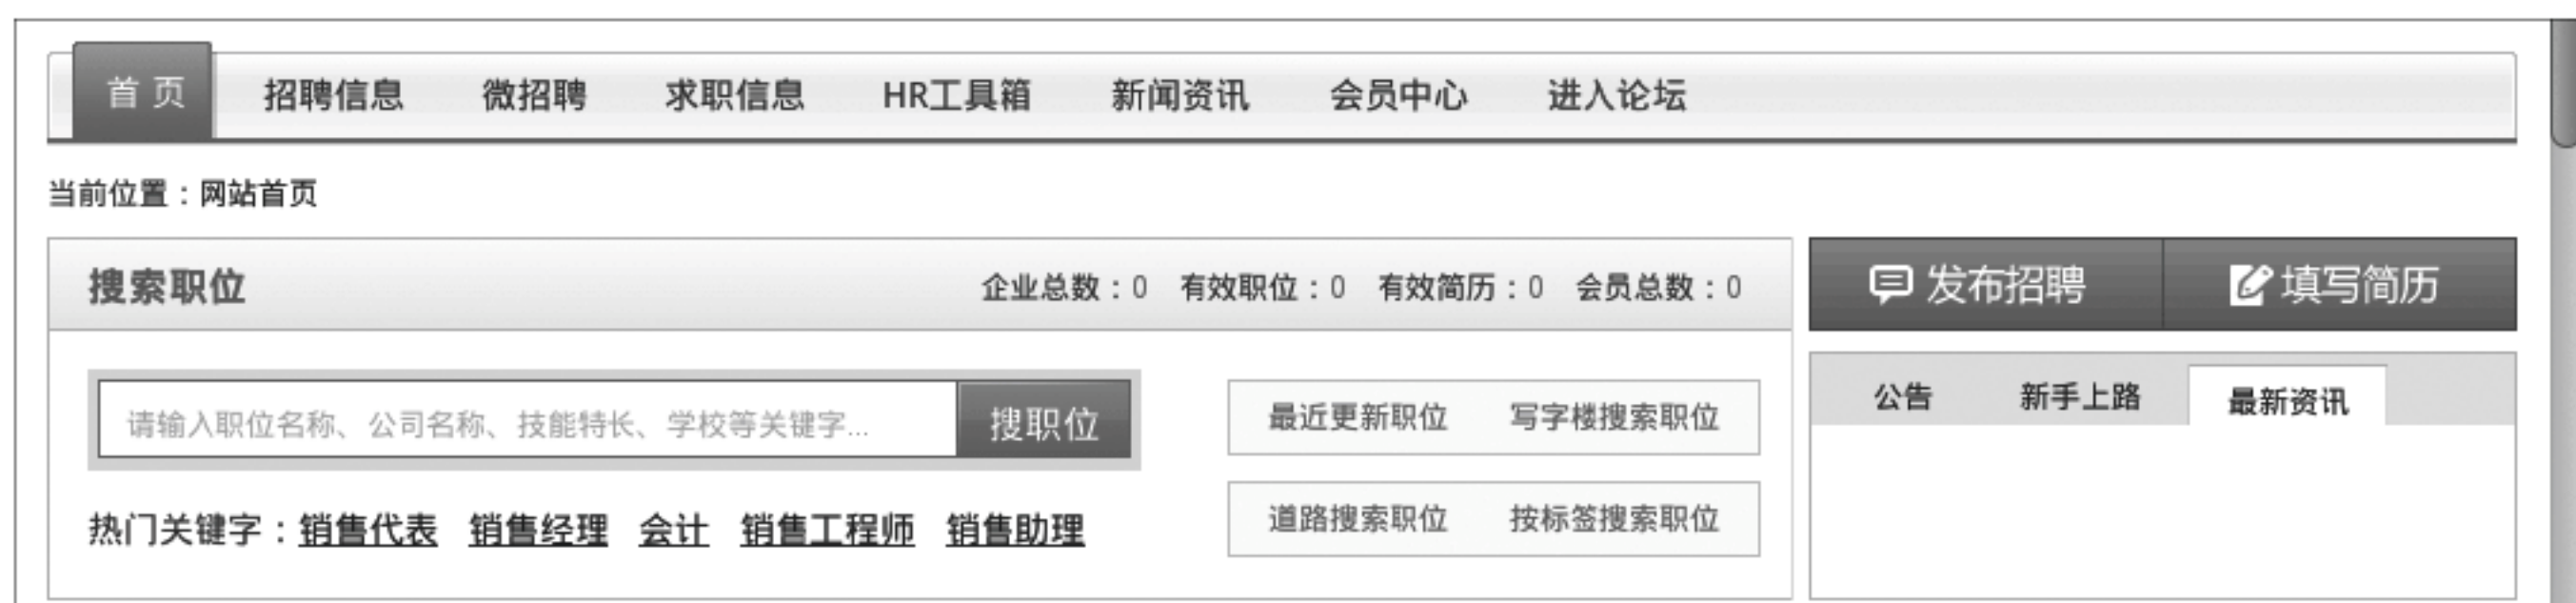 首 页 招聘信息 微招聘 求职信息 HR工具箱 新闻资讯 会员中心 进入论坛
当前位置：网站首页
搜索职位 企业总数：0 有效职位：0 有效简历：0 会员总数：0
发布招聘 填写简历
请输入职位名称、公司名称、技能特长、学校等关键字... 搜职位
最近更新职位 写字楼搜索职位
公告 新手上路 最新资讯
热门关键字：销售代表 销售经理 会计 销售工程师 销售助理
道路搜索职位 按标签搜索职位